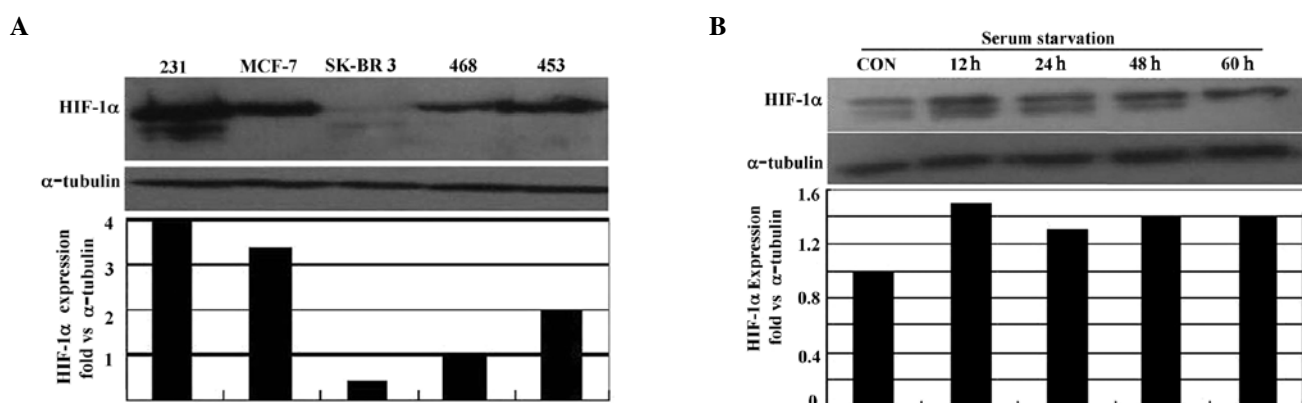 A
231 MCF-7 SK-BR 3 468 453
HIF-1α
α-tubulin
HIF-1α expression
fold vs α-tubulin
4
3
2
1
B
Serum starvation
CON 12 h 24 h 48 h 60 h
HIF-1α
α-tubulin
HIF-1α Expression
fold vs α-tubulin
1.6
1.2
0.8
0.4
0